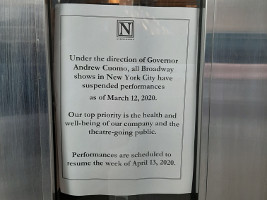 N
Under the direction of Governor
Andrew Cuomo, all Broadway
shows in New York City have
suspended performances
as of March 12, 2020.
Our top priority is the health and
well-being of our company and the
theatre-going public.
Performances are scheduled to
resume the week of April 13, 2020.